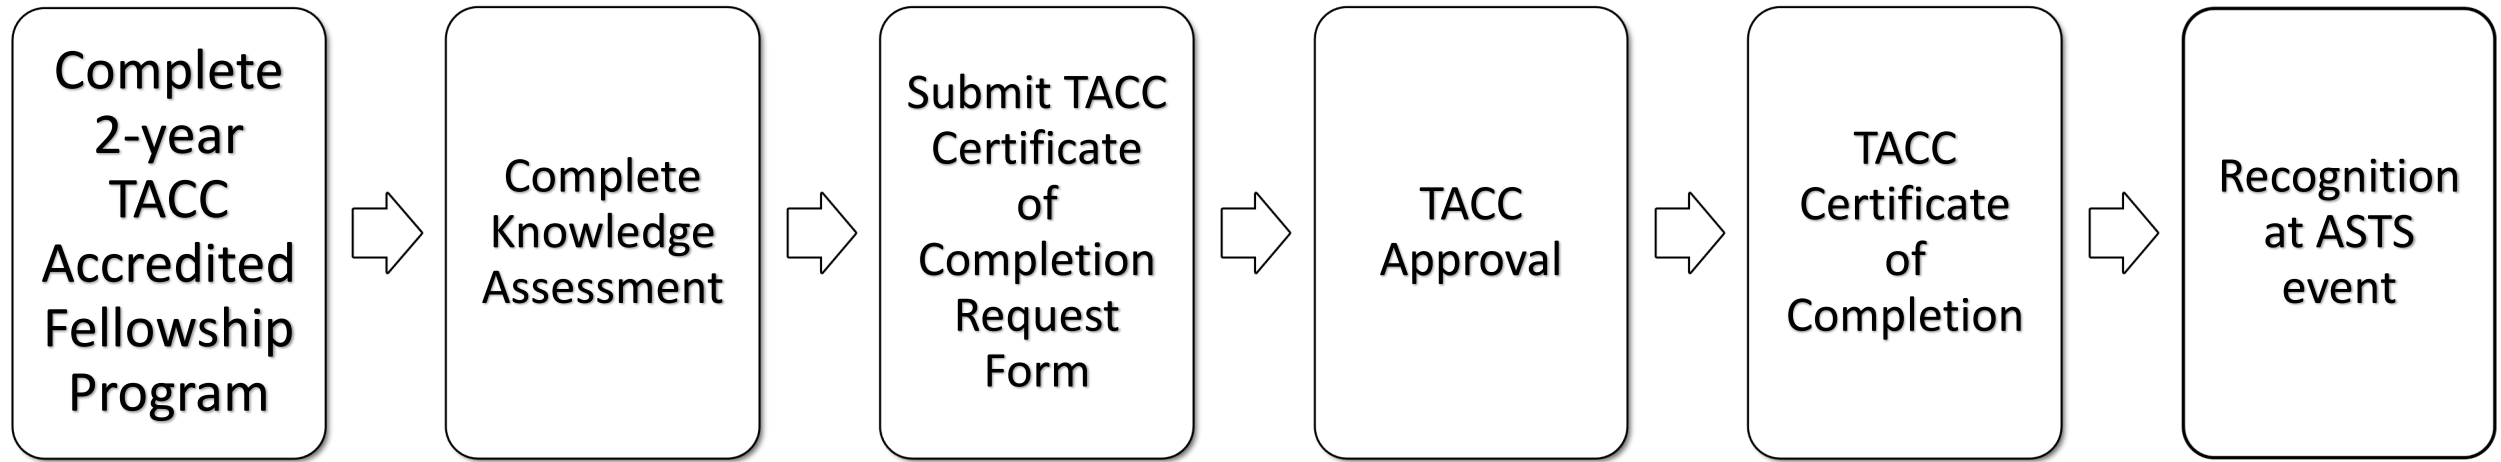 Complete
2-year
TACC
Accredited
Fellowship
Program
Complete
Knowledge
Assessment
Submit TACC
Certificate
of
Completion
Request
Form
TACC
Approval
TACC
Certificate
of
Completion
Recognition
at ASTS
event